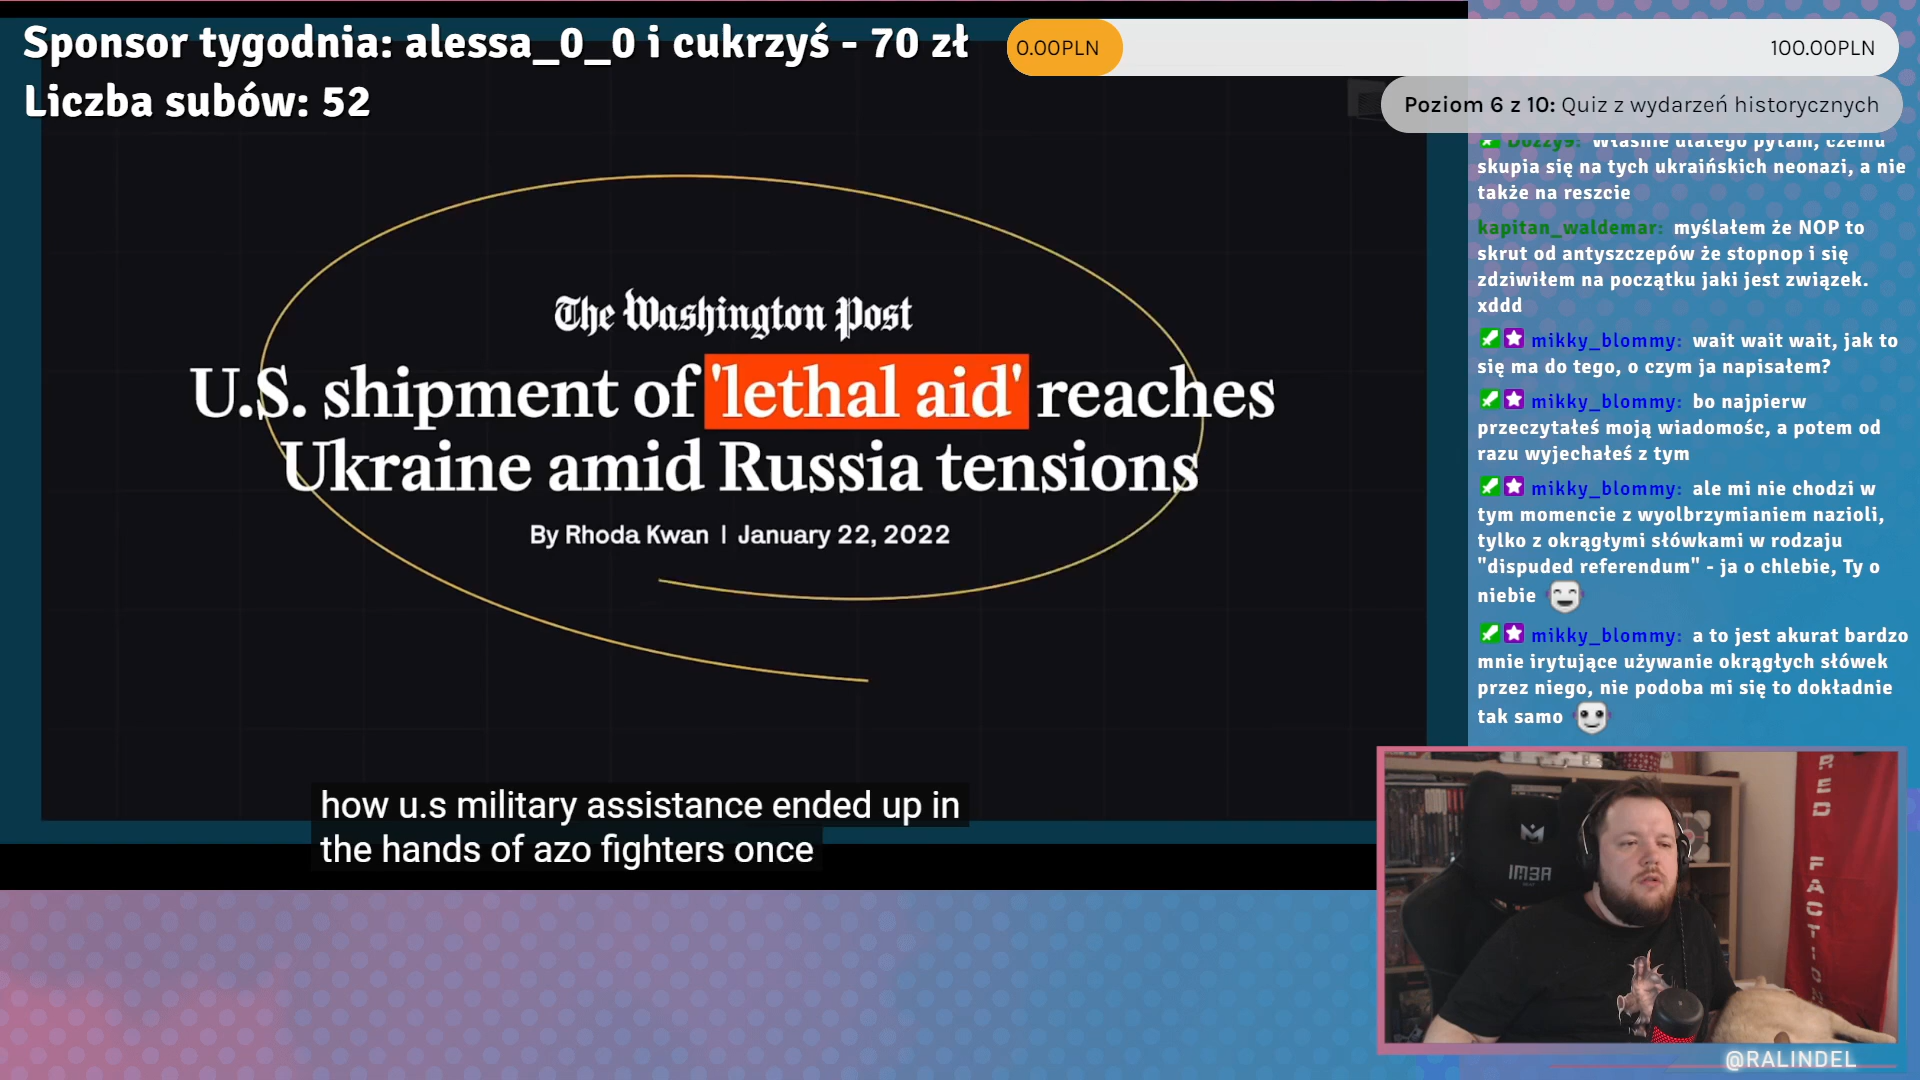 Sponsor tygodnia: alessa_0_0 i cukrzyś - 70 zł
Liczba subów: 52
0.00PLN
100.00PLN
Poziom 6 z 10: Quiz z wydarzeń historycznych
Dozzy9: Właśnie dlatego pytam, czemu
skupia się na tych ukraińskich neonazi, a nie
także na reszcie
kapitan_waldemar: myślałem że NOP to
skrut od antyszczepów że stopnop i się
zdziwiłem na początku jaki jest związek.
xddd
mikky_blommy: wait wait wait, jak to
się ma do tego, o czym ja napisałem?
mikky_blommy: bo najpierw
przeczytałeś moją wiadomośc, a potem od
razu wyjechałeś z tym
mikky_blommy: ale mi nie chodzi w
tym momencie z wyolbrzymianiem nazioli,
tylko z okrągłymi słówkami w rodzaju
"dispuded referendum" - ja o chlebie, Ty o
niebie
mikky_blommy: a to jest akurat bardzo
mnie irytujące używanie okrągłych słówek
przez niego, nie podoba mi się to dokładnie
tak samo
The Washington Post
U.S. shipment of 'lethal aid' reaches
Ukraine amid Russia tensions
By Rhoda Kwan | January 22, 2022
how u.s military assistance ended up in
the hands of azo fighters once
RED FACTION
@RALINDEL